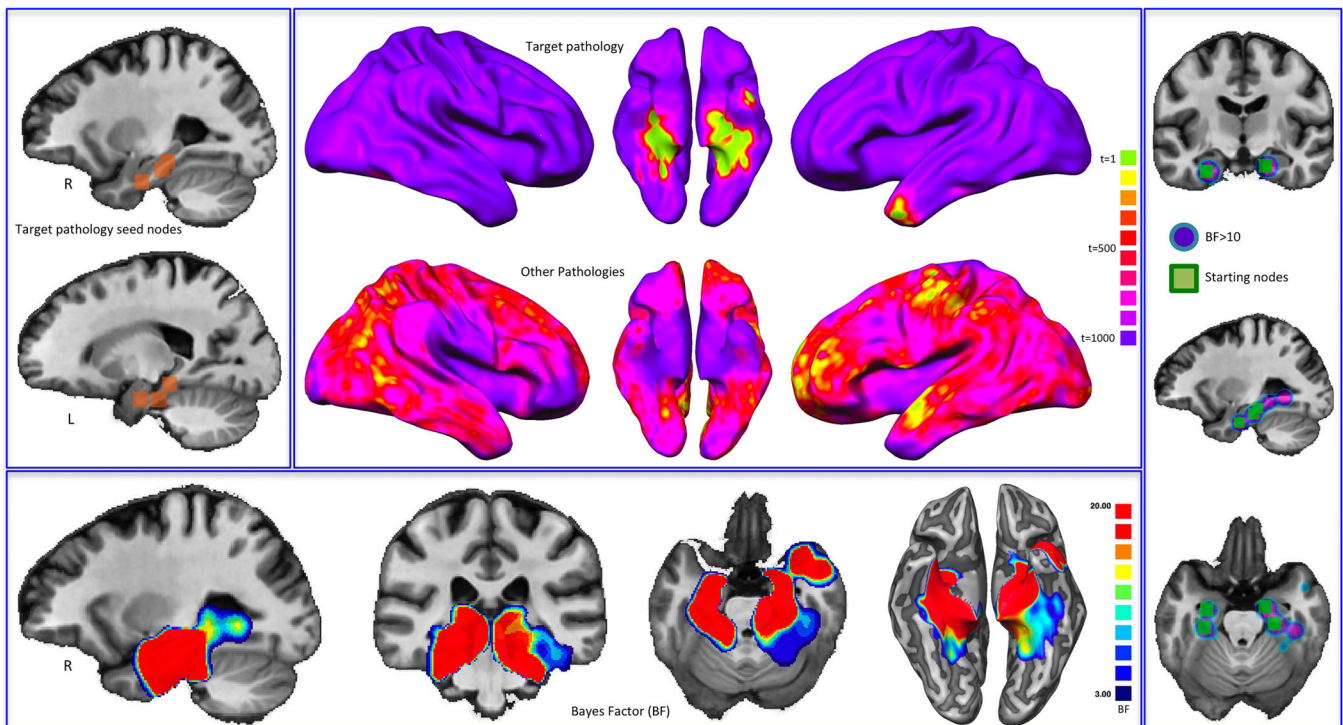 Target pathology
R
Target pathology seed nodes
L
Other Pathologies
t=1
t=500
t=1000
BF>10
Starting nodes
R
Bayes Factor (BF)
20.00
3.00
BF